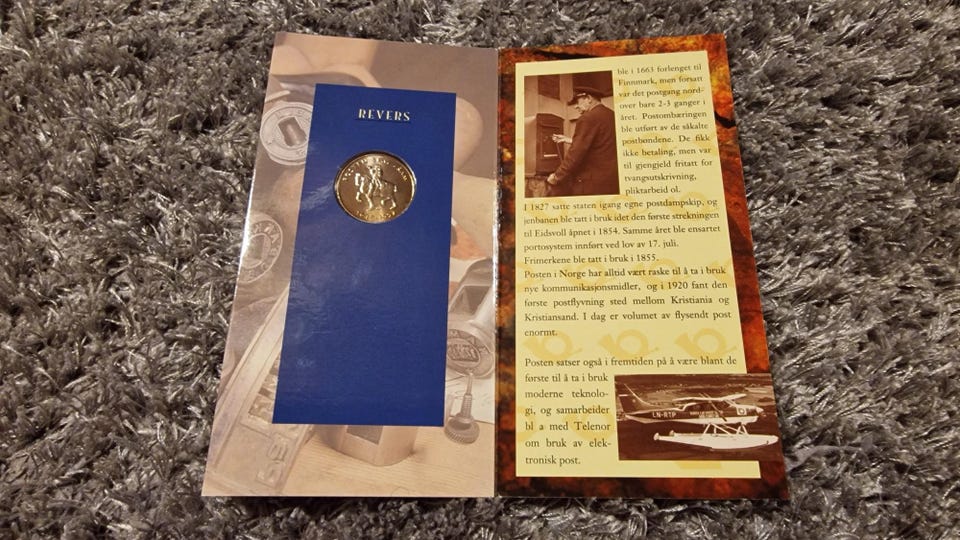 REVERS
ble i 1663 forlenget til
Finnmark, men forsatt
var det postgang nord-
over bare 2-3 ganger i
året. Postombæringen
ble utført av de såkalte
postbøndene. De fikk
ikke betaling, men var
til gjengjeld fritatt for
tvangsutskrivning,
pliktarbeid ol.
I 1827 satte staten igang egne postdampskip, og
jenbanen ble tatt i bruk idet den første strekningen
til Eidsvoll åpnet i 1854. Samme året ble ensartet
portosystem innført ved lov av 17. juli.
Frimerkene ble tatt i bruk i 1855.
Posten i Norge har alltid vært raske til å ta i bruk
nye kommunikasjonsmidler, og i 1920 fant den
første postflyvning sted mellom Kristiania og
Kristiansand. I dag er volumet av flysendt post
enormt.
Posten satser også i fremtiden på å være blant de
første til å ta i bruk
moderne teknolo-
gi, og samarbeider
bl a med Telenor
om bruk av elek-
tronisk post.
LN-BTP